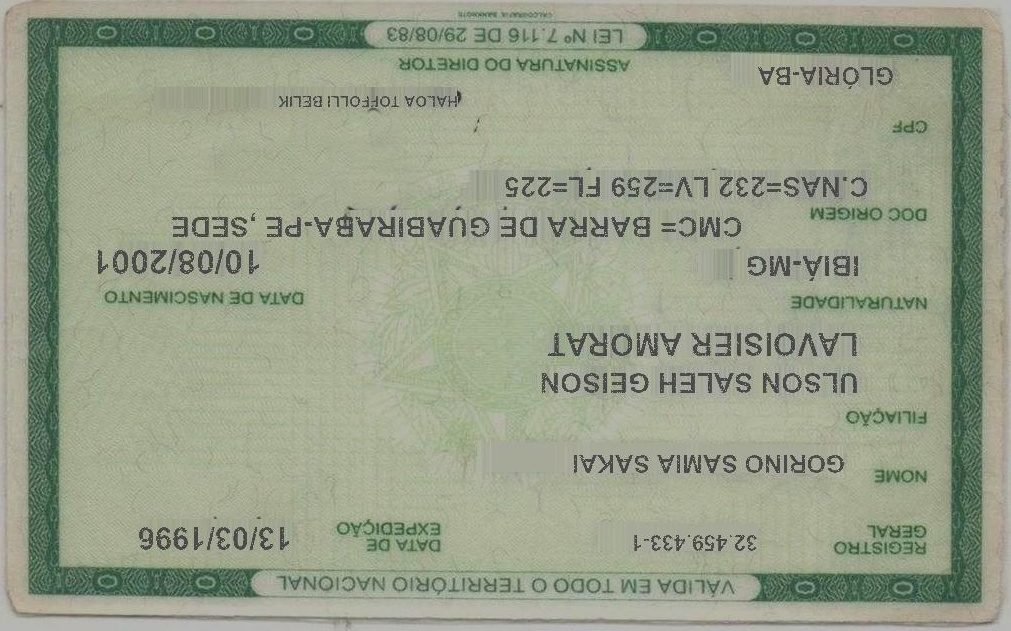 VÁLIDA EM TODO O TERRITÓRIO NACIONAL
REGISTRO GERAL 32.459.433-1 DATA DE EXPEDIÇÃO 13/03/1996
NOME GORINO SAMIA SAKAI
FILIAÇÃO
ULSON SALEH GEISON
LAVOISIER AMORAT
NATURALIDADE DATA DE NASCIMENTO
IBIÁ-MG 10/08/2001
DOC ORIGEM CMC= BARRA DE GUABIRABA-PE ,SEDE
C.NAS=232 LV=259 FL=225
CPF
HALOA TOFFOLLI BELIK
GLÓRIA-BA ASSINATURA DO DIRETOR
LEI Nº 7.116 DE 29/08/83